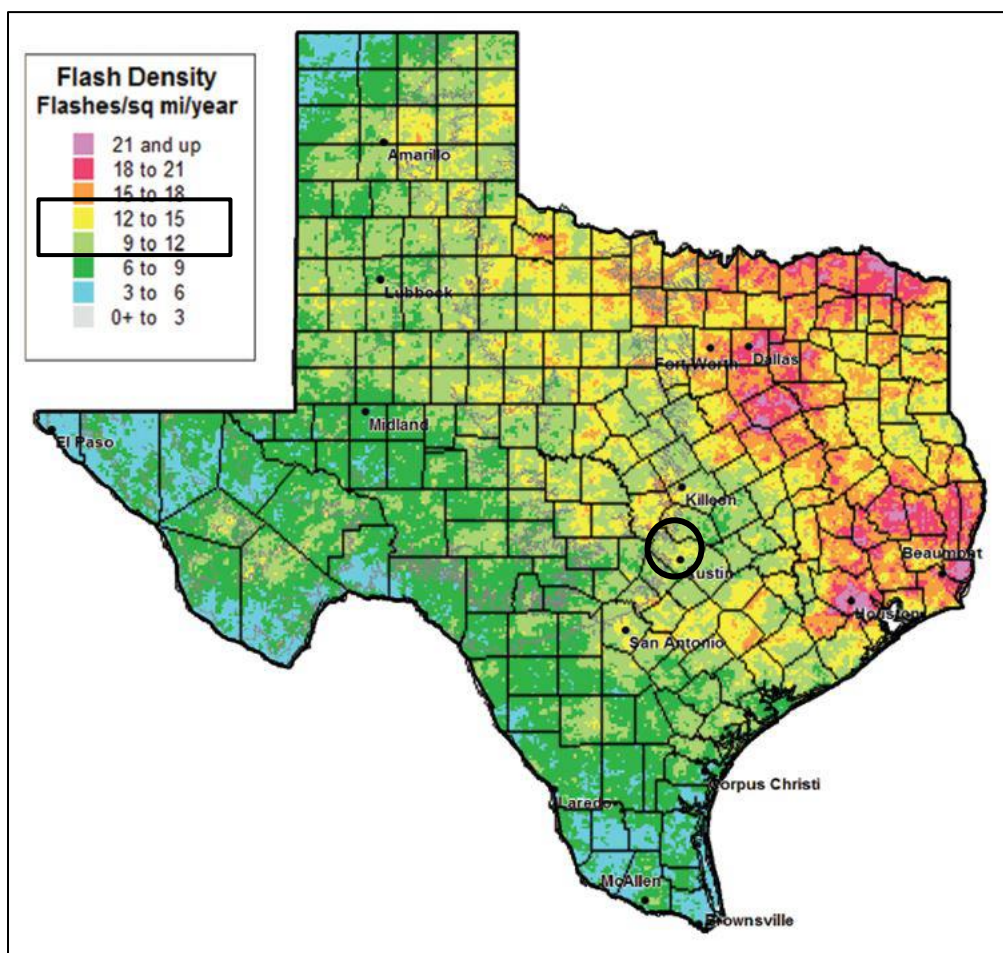 Flash Density
Flashes/sq mi/year
21 and up
18 to 21
15 to 18
12 to 15
9 to 12
6 to 9
3 to 6
0+ to 3
Amarillo
Lubbock
Fort Worth
Dallas
Midland
El Paso
Killeen
Beaumont
Austin
Houston
San Antonio
Corpus Christi
Laredo
McAllen
Brownsville